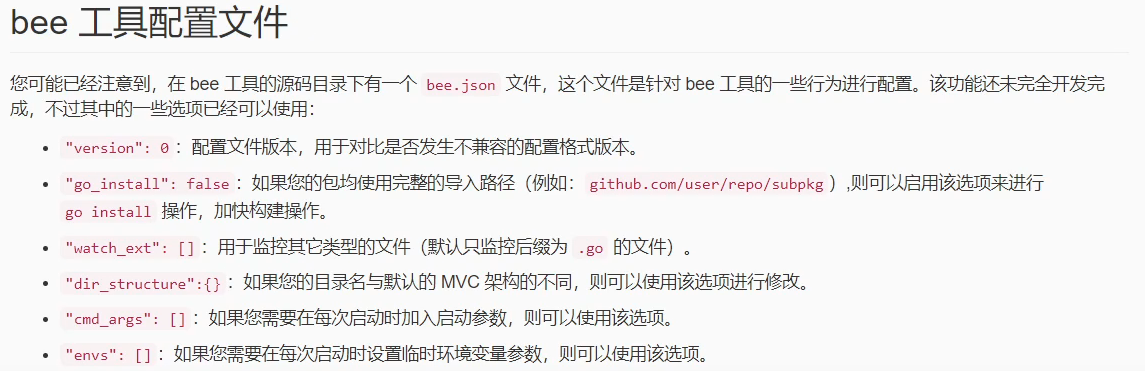 bee 工具配置文件
您可能已经注意到，在 bee 工具的源码目录下有一个 bee.json 文件，这个文件是针对 bee 工具的一些行为进行配置。该功能还未完全开发完
成，不过其中的一些选项已经可以使用：
• "version": 0：配置文件版本，用于对比是否发生不兼容的配置格式版本。
• "go_install": false：如果您的包均使用完整的导入路径（例如：github.com/user/repo/subpkg）,则可以启用该选项来进行
go install 操作，加快构建操作。
• "watch_ext": []：用于监控其它类型的文件（默认只监控后缀为 .go 的文件）。
• "dir_structure":{}：如果您的目录名与默认的 MVC 架构的不同，则可以使用该选项进行修改。
• "cmd_args": []：如果您需要在每次启动时加入启动参数，则可以使用该选项。
• "envs": []：如果您需要在每次启动时设置临时环境变量参数，则可以使用该选项。